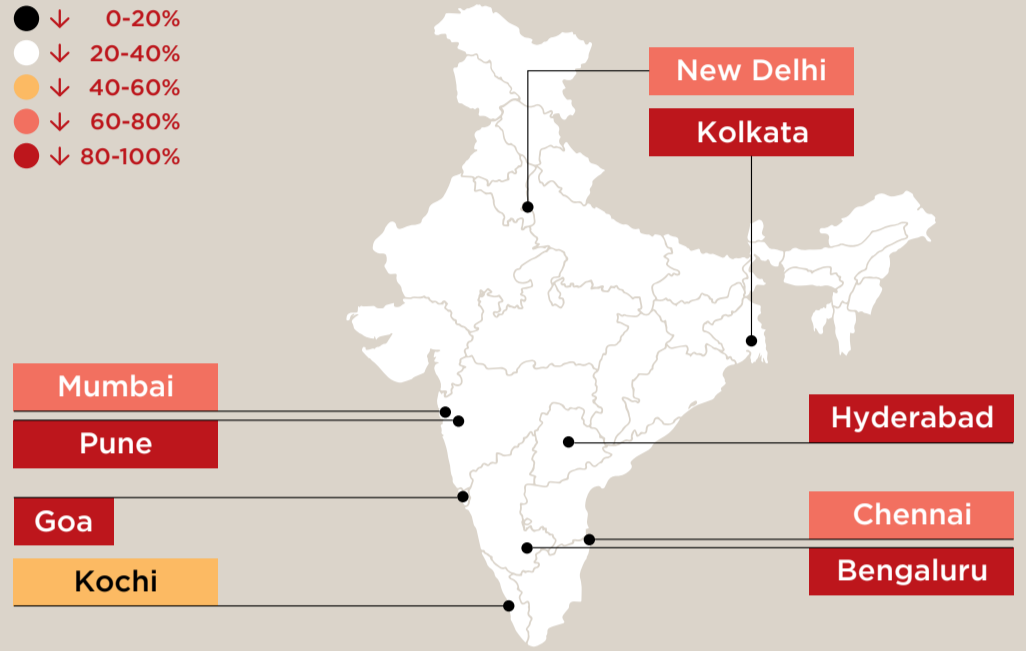 ↓ 0-20%
↓ 20-40%
↓ 40-60%
↓ 60-80%
↓ 80-100%
New Delhi
Kolkata
Mumbai
Pune
Goa
Kochi
Hyderabad
Chennai
Bengaluru